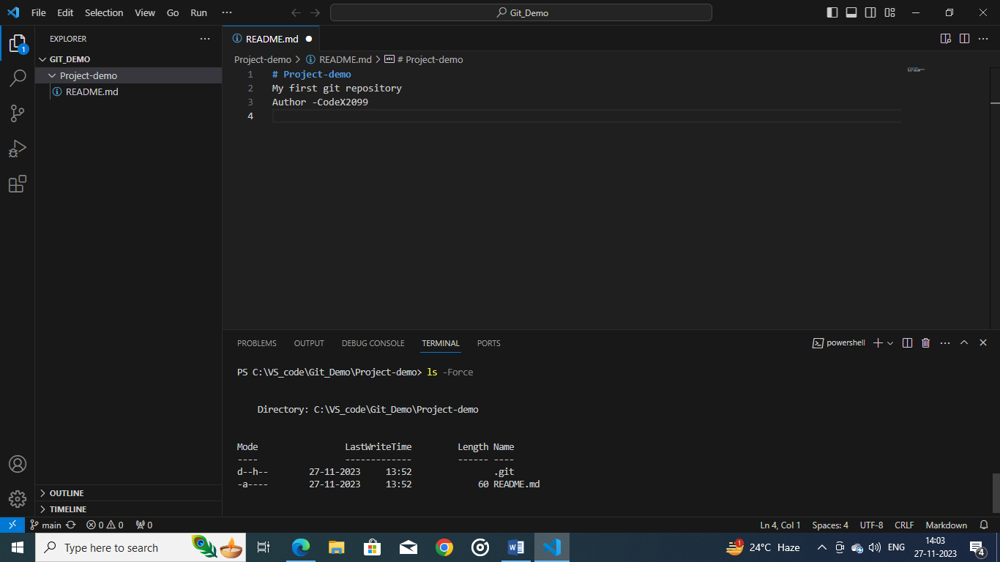 File Edit Selection View Go Run ···
Git_Demo
EXPLORER
README.md
1
GIT_DEMO
Project-demo
README.md
Project-demo > README.md > # Project-demo
1 # Project-demo
2 My first git repository
3 Author -CodeX2099
4
PROBLEMS OUTPUT DEBUG CONSOLE TERMINAL PORTS
powershell
PS C:\VS_code\Git_Demo\Project-demo> ls -Force
Directory: C:\VS_code\Git_Demo\Project-demo
Mode LastWriteTime Length Name
---- ------------- ------ ----
d--h-- 27-11-2023 13:52 .git
-a---- 27-11-2023 13:52 60 README.md
OUTLINE
TIMELINE
main 0 0 0
Ln 4, Col 1 Spaces: 4 UTF-8 CRLF Markdown
Type here to search
1
24°C Haze
ENG
14:03
27-11-2023
4